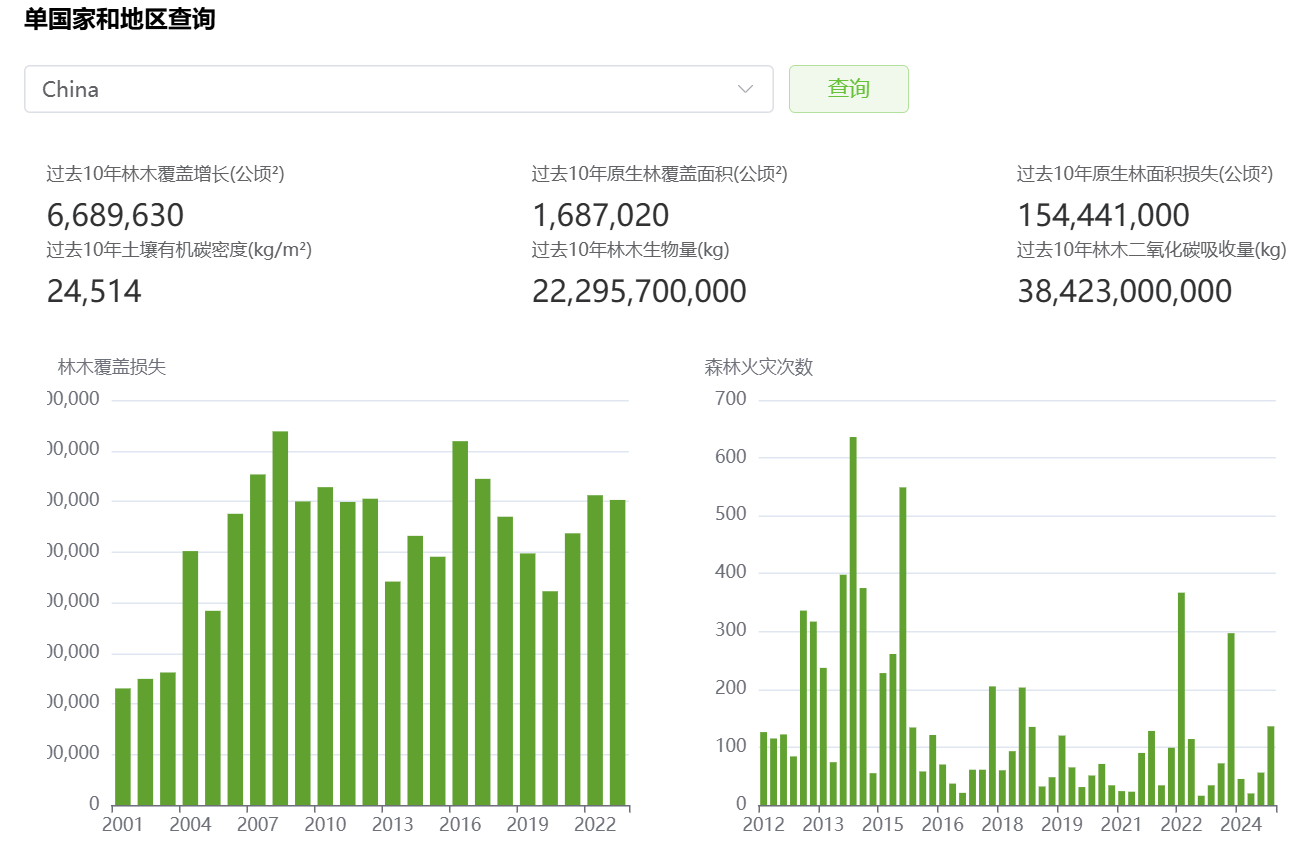 单国家和地区查询
China
查询
过去10年林木覆盖增长(公顷²)
过去10年原生林覆盖面积(公顷²)
过去10年原生林面积损失(公顷²)
6,689,630
1,687,020
154,441,000
过去10年土壤有机碳密度(kg/m²)
过去10年林木生物量(kg)
过去10年林木二氧化碳吸收量(kg)
24,514
22,295,700,000
38,423,000,000
林木覆盖损失
00,000
00,000
00,000
00,000
00,000
00,000
00,000
00,000
0
2001 2004 2007 2010 2013 2016 2019 2022
森林火灾次数
700
600
500
400
300
200
100
0
2012 2013 2015 2016 2018 2019 2021 2022 2024